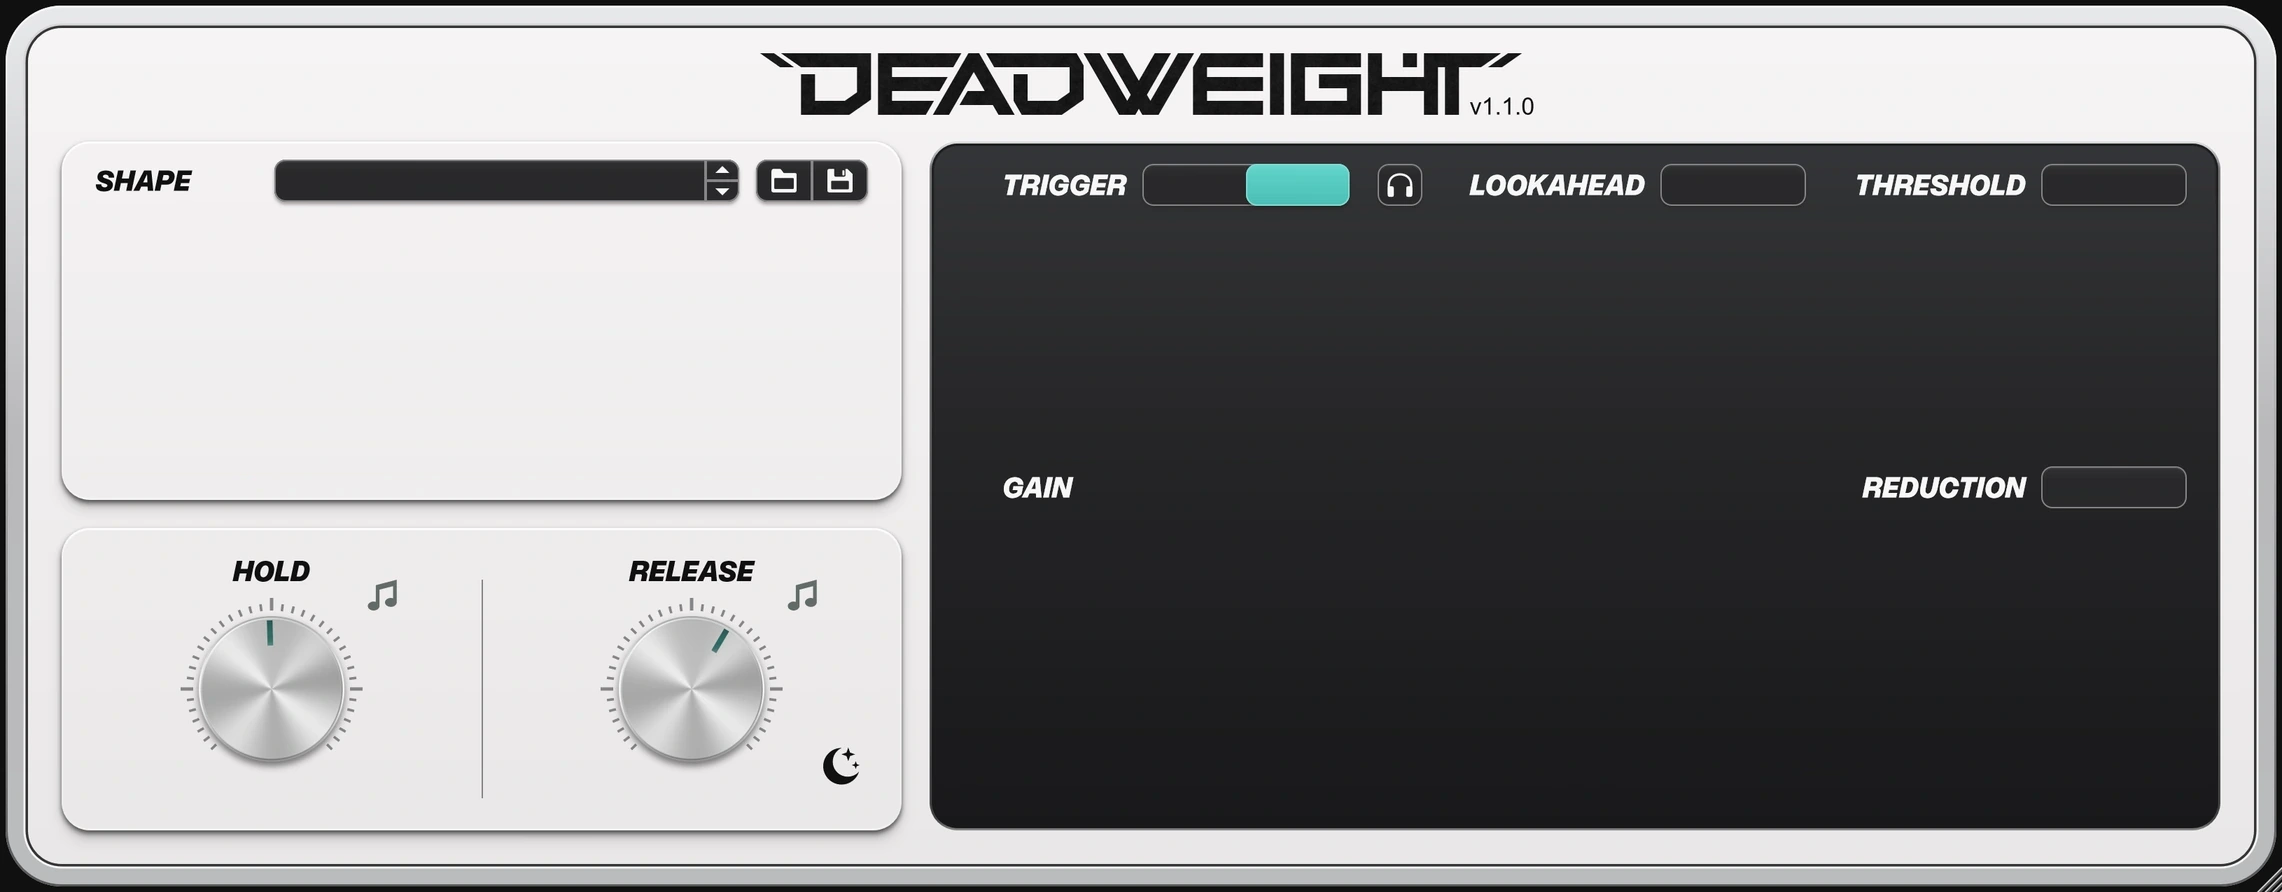 DEADWEIGHT v1.1.0
SHAPE
TRIGGER LOOKAHEAD THRESHOLD
GAIN REDUCTION
HOLD RELEASE